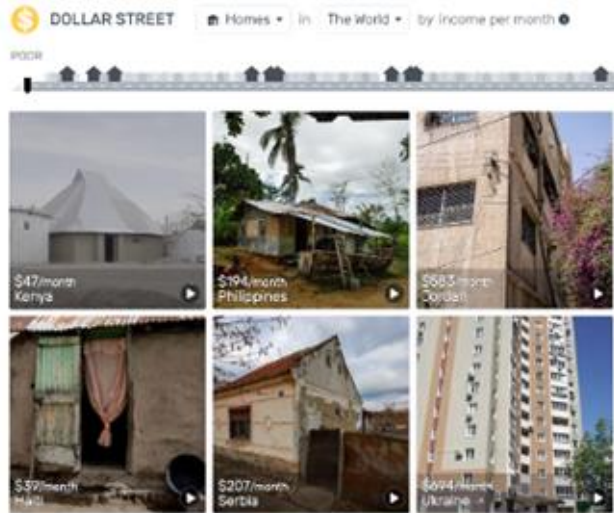 DOLLAR STREET Homes in The World by income per month
POOR
$47/month
Kenya
$194/month
Philippines
$583/month
Jordan
$39/month
Haiti
$207/month
Serbia
$694/month
Ukraine